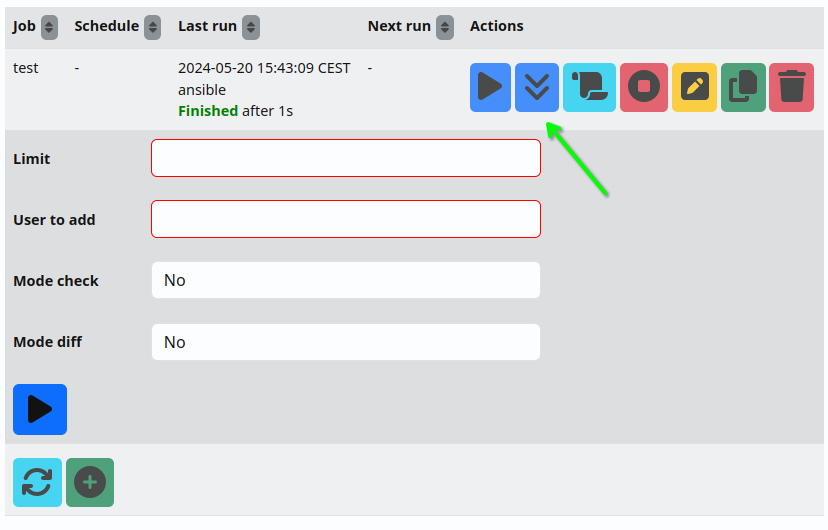 Job Schedule Last run Next run Actions
test - 2024-05-20 15:43:09 CEST -
ansible
Finished after 1s
Limit
User to add
Mode check No
Mode diff No